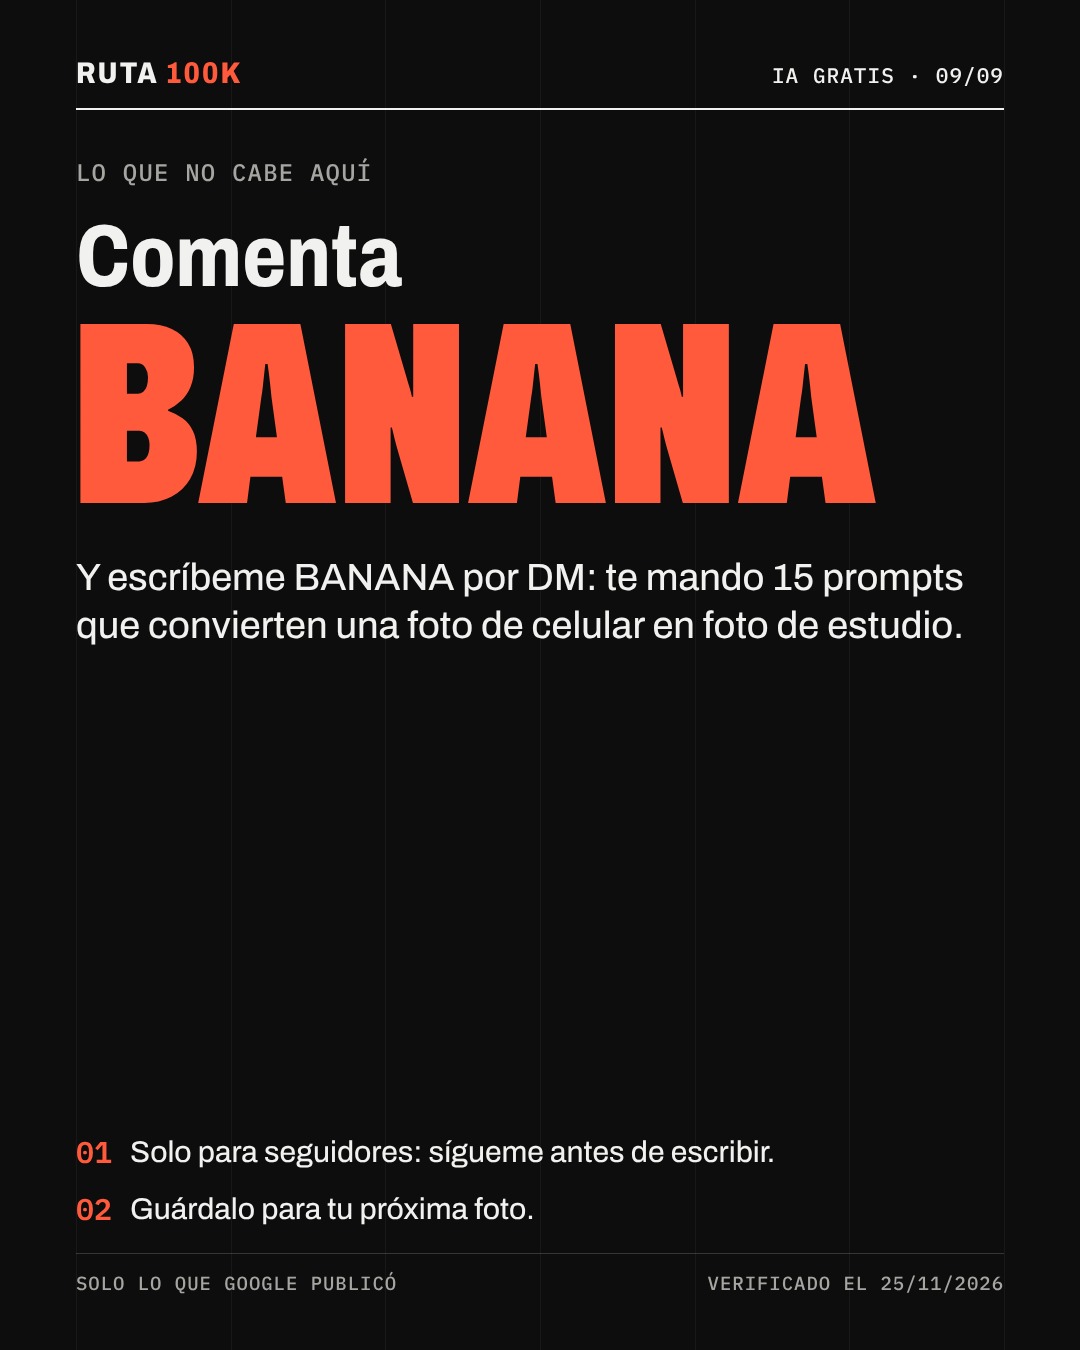 RUTA 100K
IA GRATIS · 09/09
LO QUE NO CABE AQUÍ
Comenta
BANANA
Y escríbeme BANANA por DM: te mando 15 prompts
que convierten una foto de celular en foto de estudio.
01 Solo para seguidores: sígueme antes de escribir.
02 Guárdalo para tu próxima foto.
SOLO LO QUE GOOGLE PUBLICÓ
VERIFICADO EL 25/11/2026